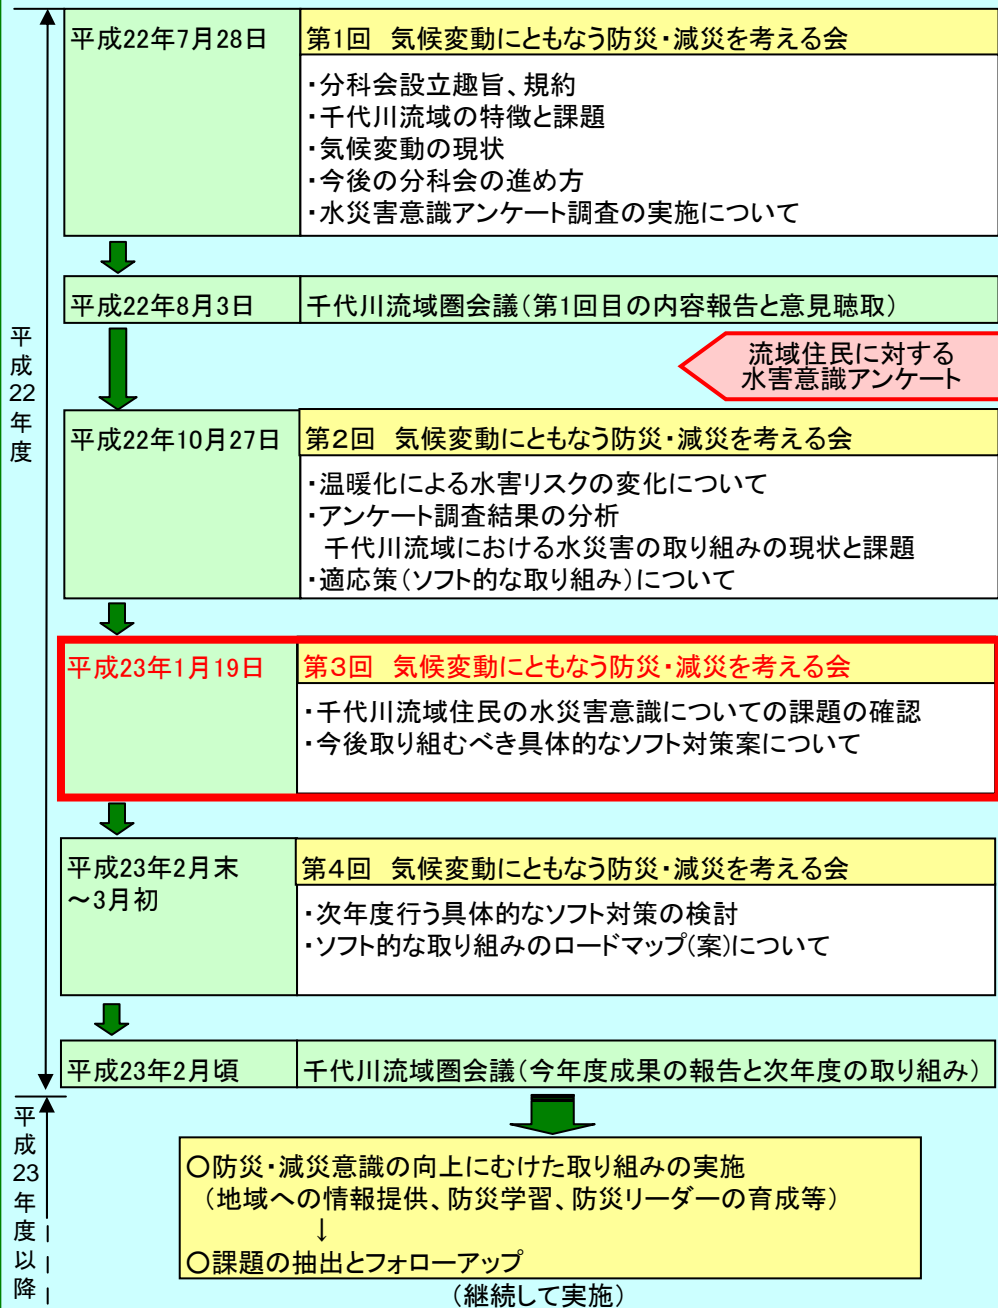 平成22年度
平成22年7月28日
第1回 気候変動にともなう防災・減災を考える会
・分科会設立趣旨、規約
・千代川流域の特徴と課題
・気候変動の現状
・今後の分科会の進め方
・水災害意識アンケート調査の実施について
平成22年8月3日
千代川流域圏会議(第1回目の内容報告と意見聴取)
流域住民に対する
水害意識アンケート
平成22年10月27日
第2回 気候変動にともなう防災・減災を考える会
・温暖化による水害リスクの変化について
・アンケート調査結果の分析
千代川流域における水災害の取り組みの現状と課題
・適応策(ソフト的な取り組み)について
平成23年1月19日
第3回 気候変動にともなう防災・減災を考える会
・千代川流域住民の水災害意識についての課題の確認
・今後取り組むべき具体的なソフト対策案について
平成23年2月末
~3月初
第4回 気候変動にともなう防災・減災を考える会
・次年度行う具体的なソフト対策の検討
・ソフト的な取り組みのロードマップ(案)について
平成23年2月頃
千代川流域圏会議(今年度成果の報告と次年度の取り組み)
平成23年度以降
○防災・減災意識の向上にむけた取り組みの実施
(地域への情報提供、防災学習、防災リーダーの育成等)
↓
○課題の抽出とフォローアップ
(継続して実施)